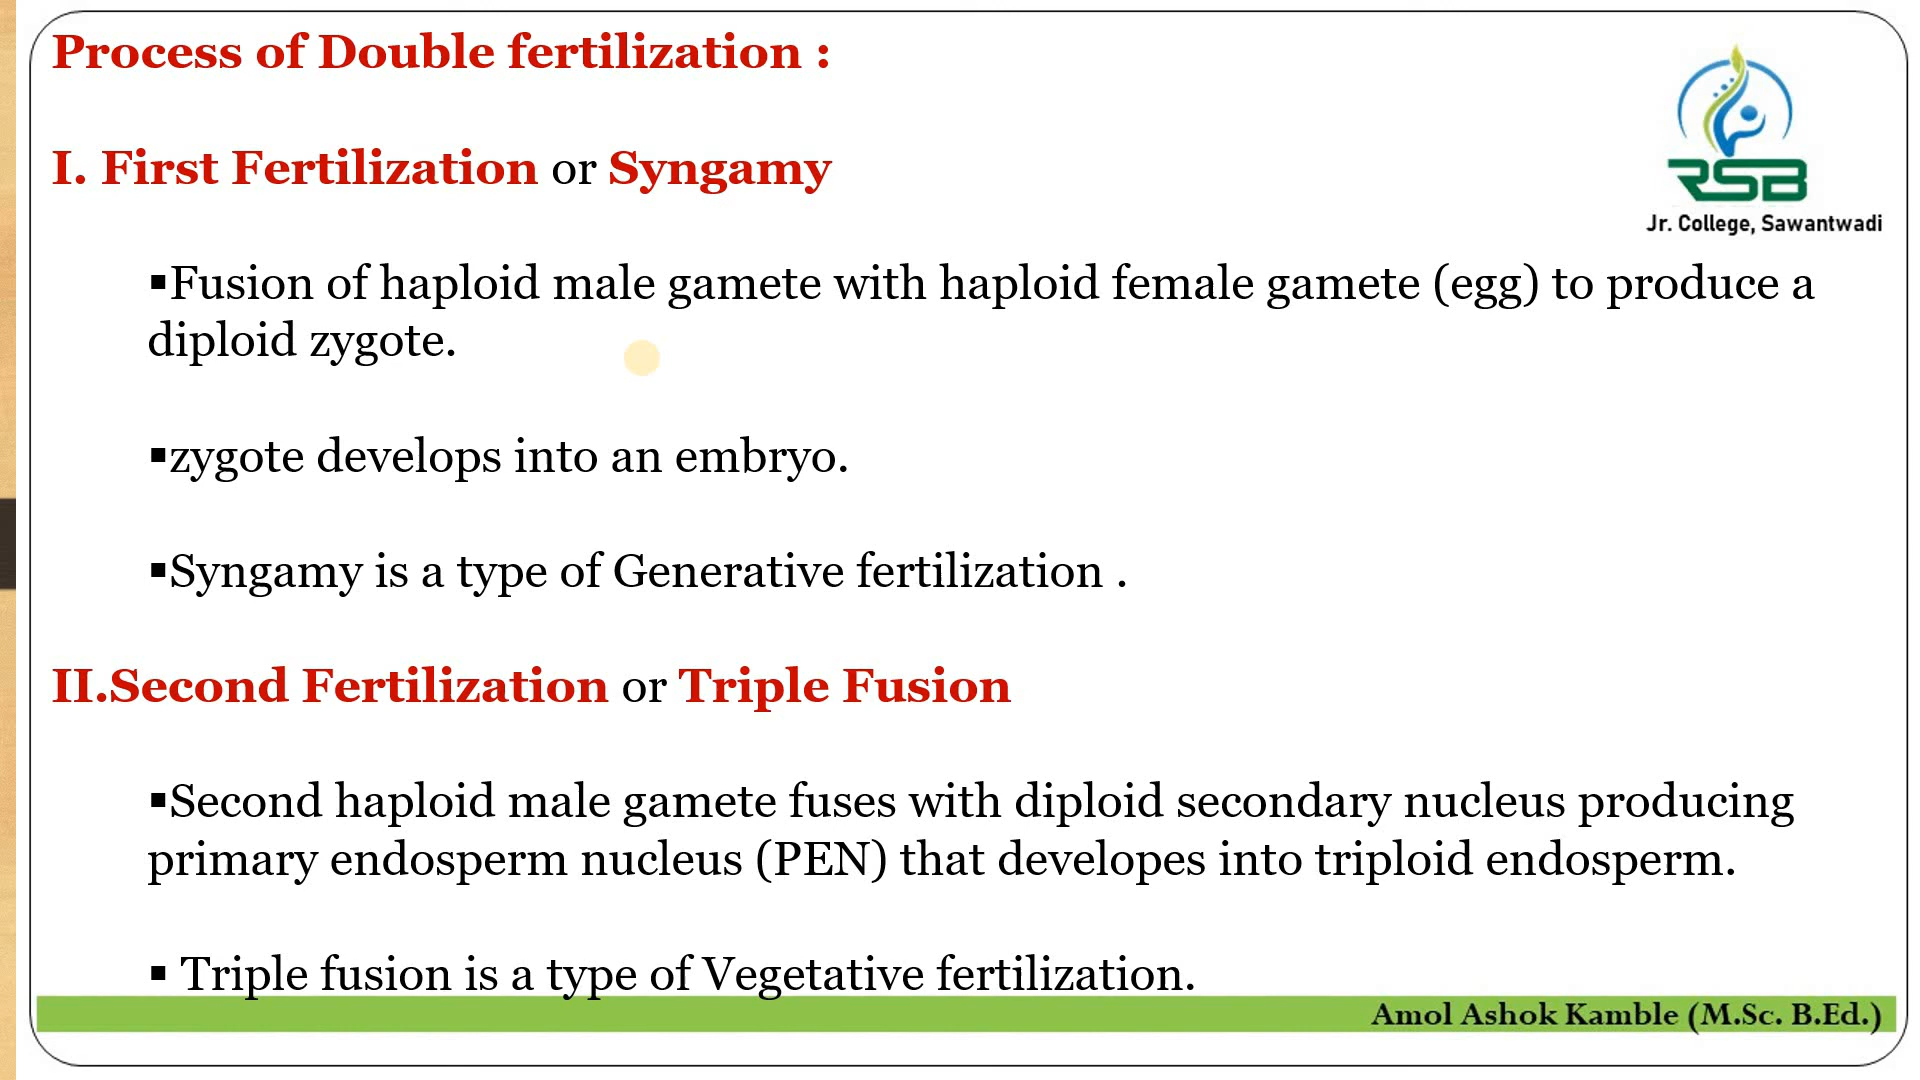 Process of Double fertilization :
RSB
Jr. College, Sawantwadi
I. First Fertilization or Syngamy
▪Fusion of haploid male gamete with haploid female gamete (egg) to produce a
diploid zygote.
▪zygote develops into an embryo.
▪Syngamy is a type of Generative fertilization .
II.Second Fertilization or Triple Fusion
▪Second haploid male gamete fuses with diploid secondary nucleus producing
primary endosperm nucleus (PEN) that developes into triploid endosperm.
▪ Triple fusion is a type of Vegetative fertilization.
Amol Ashok Kamble (M.Sc. B.Ed.)